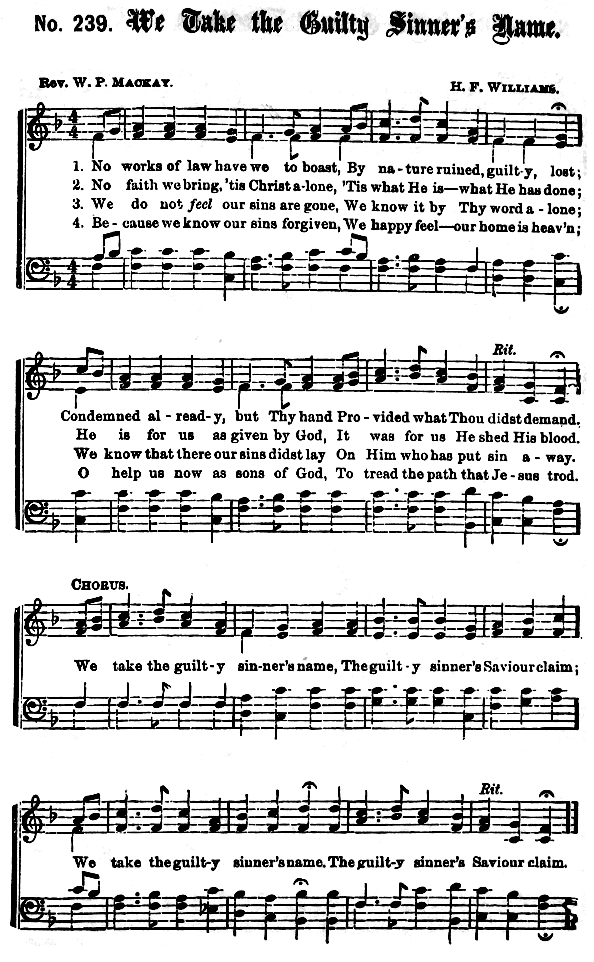 No. 239. We Take the Guilty Sinner's Name.
Rev. W. P. Mackay. H. F. Williams.
1. No works of law have we to boast, By na-ture ruined, guilt-y, lost;
2. No faith we bring, 'tis Christ a-lone, 'Tis what He is—what He has done;
3. We do not feel our sins are gone, We know it by Thy word a-lone;
4. Be-cause we know our sins forgiven, We happy feel—our home is heav'n;
Rit.
Condemned al-read-y, but Thy hand Pro-vided what Thou didst demand.
He is for us as given by God, It was for us He shed His blood.
We know that there our sins didst lay On Him who has put sin a-way.
O help us now as sons of God, To tread the path that Je-sus trod.
Chorus.
We take the guilt-y sin-ner's name, The guilt-y sinner's Saviour claim;
Rit.
We take the guilt-y sinner's name. The guilt-y sinner's Saviour claim.